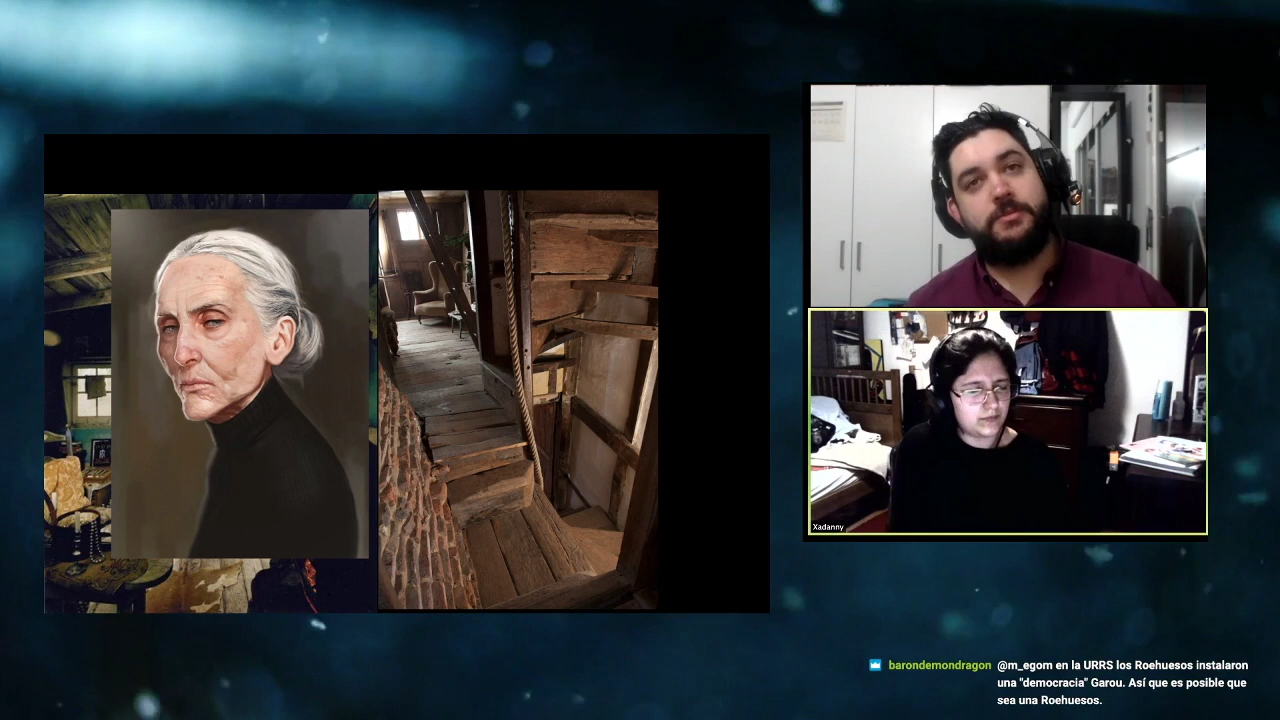 Xadanny
barondemondragon @m_egom en la URRS los Roehuesos instalaron
una "democracia" Garou. Así que es posible que
sea una Roehuesos.